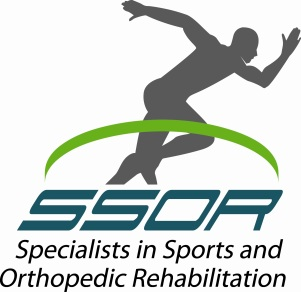 SSOR
Specialists in Sports and
Orthopedic Rehabilitation